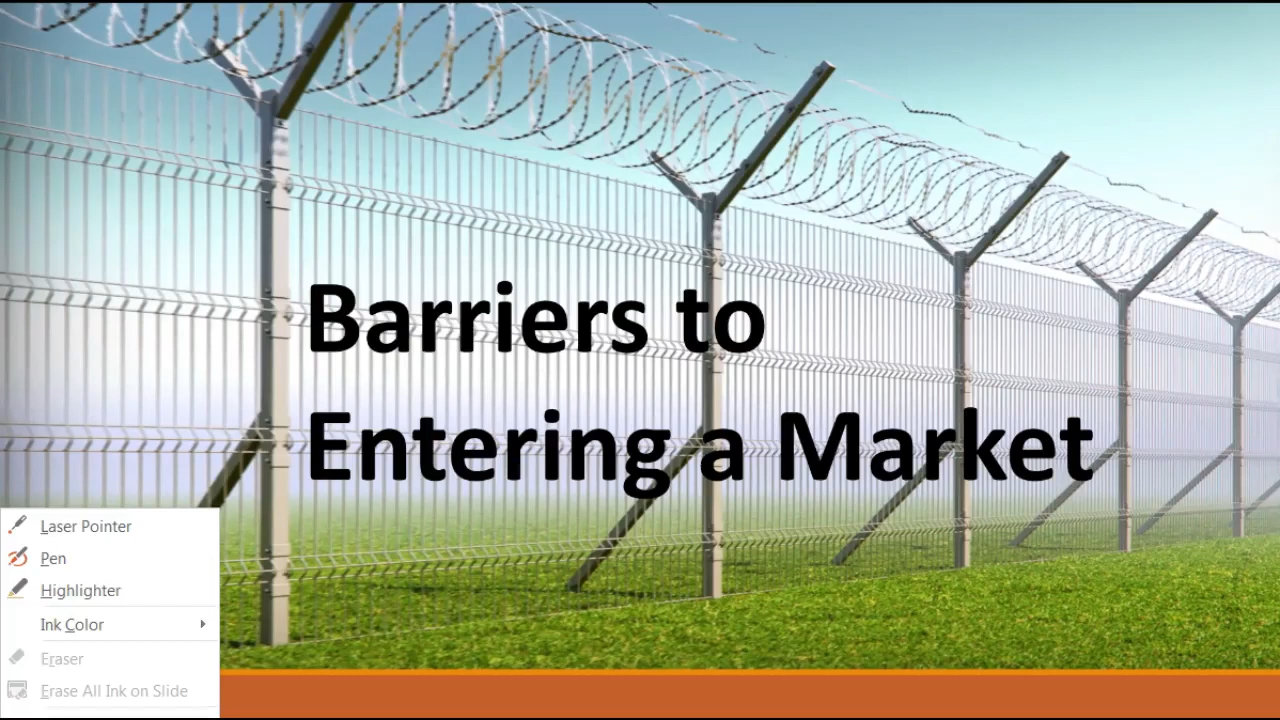 Barriers to
Entering a Market
Laser Pointer
Pen
Highlighter
Ink Color
Eraser
Erase All Ink on Slide